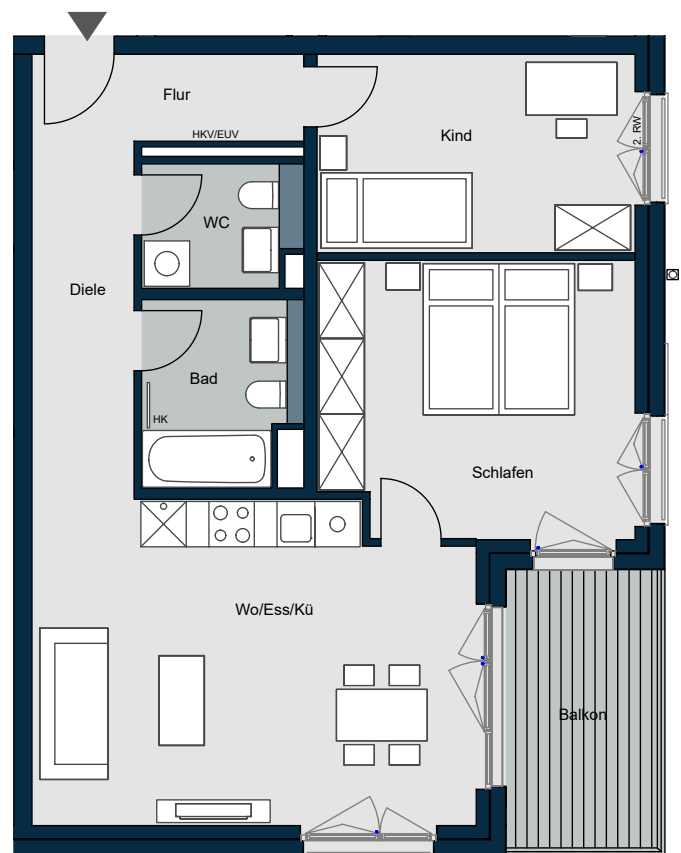 Flur
HKV/EUV
Kind
2. RW
WC
Diele
Bad
HK
Schlafen
Wo/Ess/Kü
Balkon